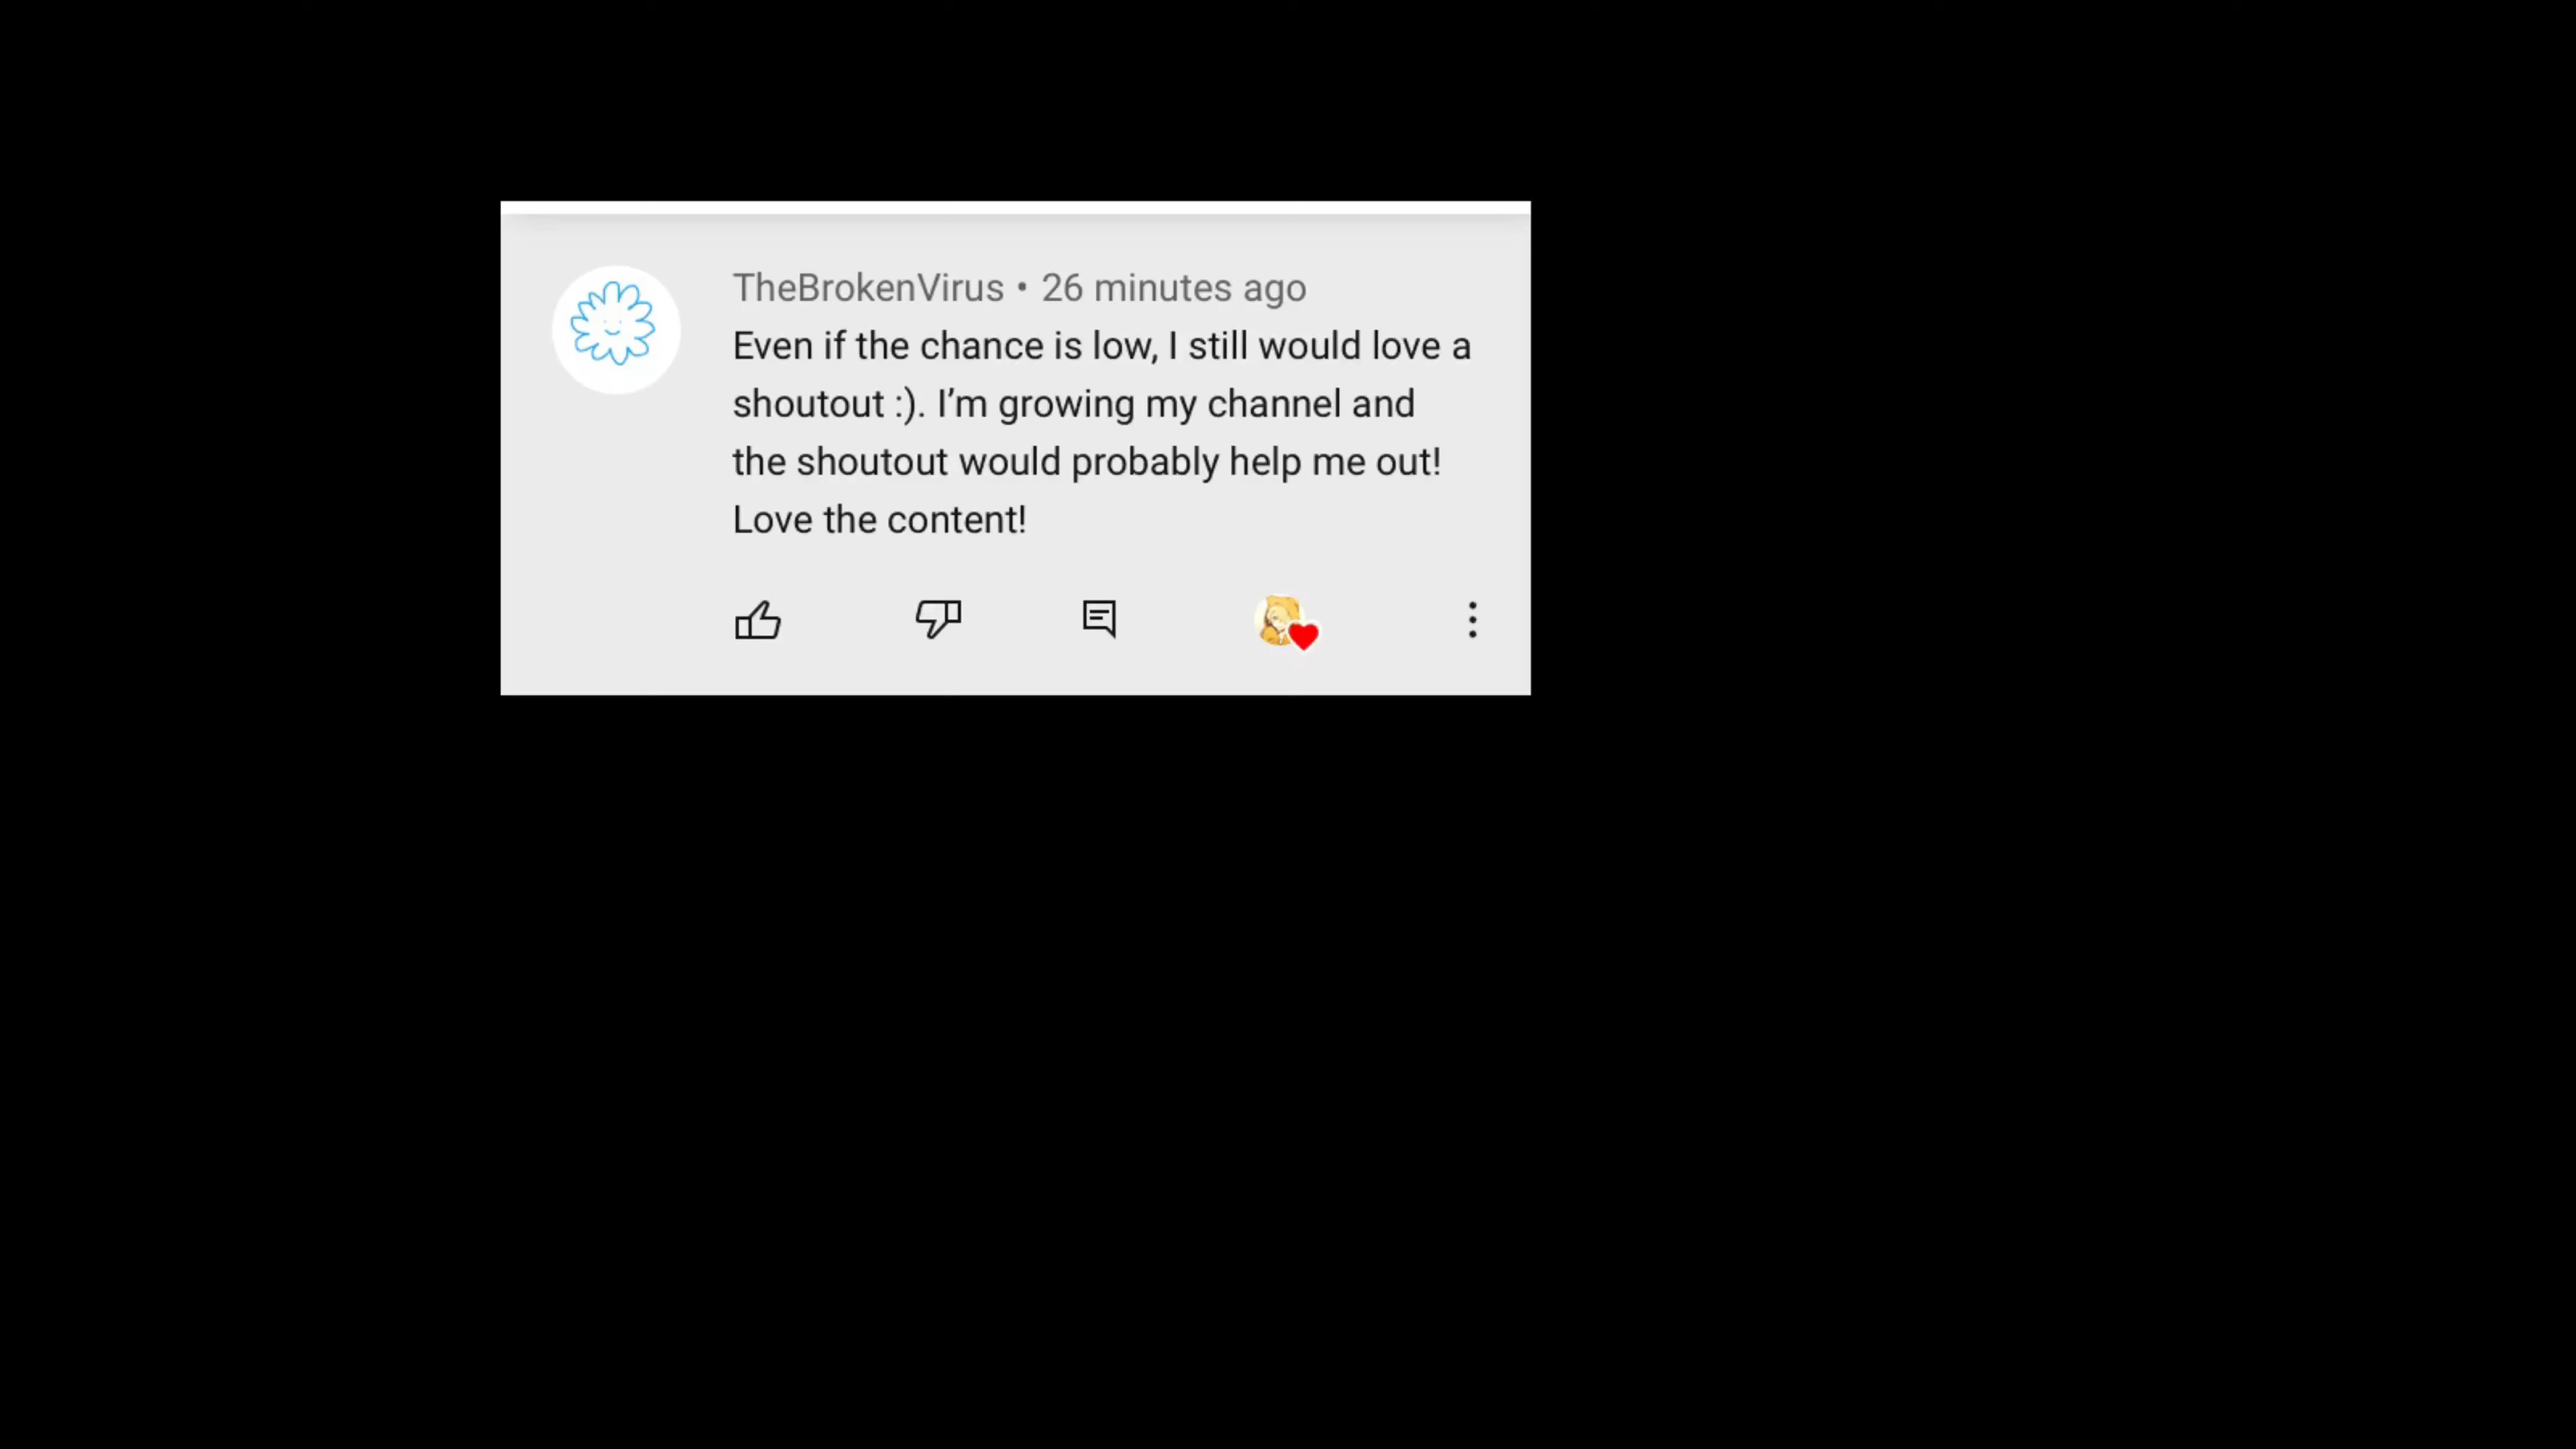 TheBrokenVirus • 26 minutes ago
Even if the chance is low, I still would love a
shoutout :). I’m growing my channel and
the shoutout would probably help me out!
Love the content!